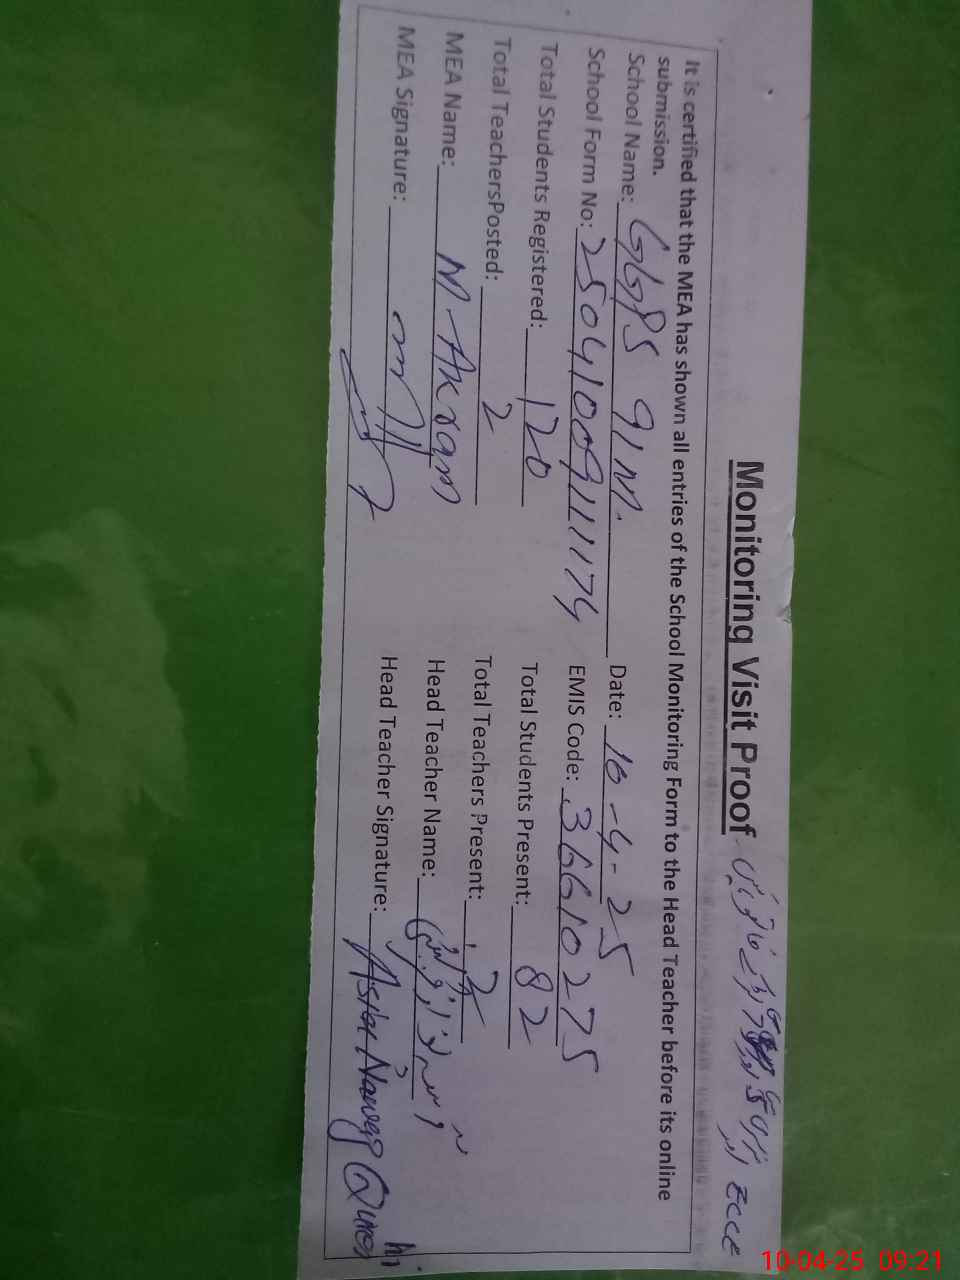 Monitoring Visit Proof
ECCE
It is certified that the MEA has shown all entries of the School Monitoring Form to the Head Teacher before its online
submission.
School Name: GGPS 91 M. Date: 10-4-25
School Form No: 25041009111174 EMIS Code: 36610275
Total Students Registered: 120 Total Students Present: 82
Total TeachersPosted: 2 Total Teachers Present: 2
MEA Name: M Akram Head Teacher Name:
MEA Signature: Head Teacher Signature: Nawaz
10-04-25 09:21